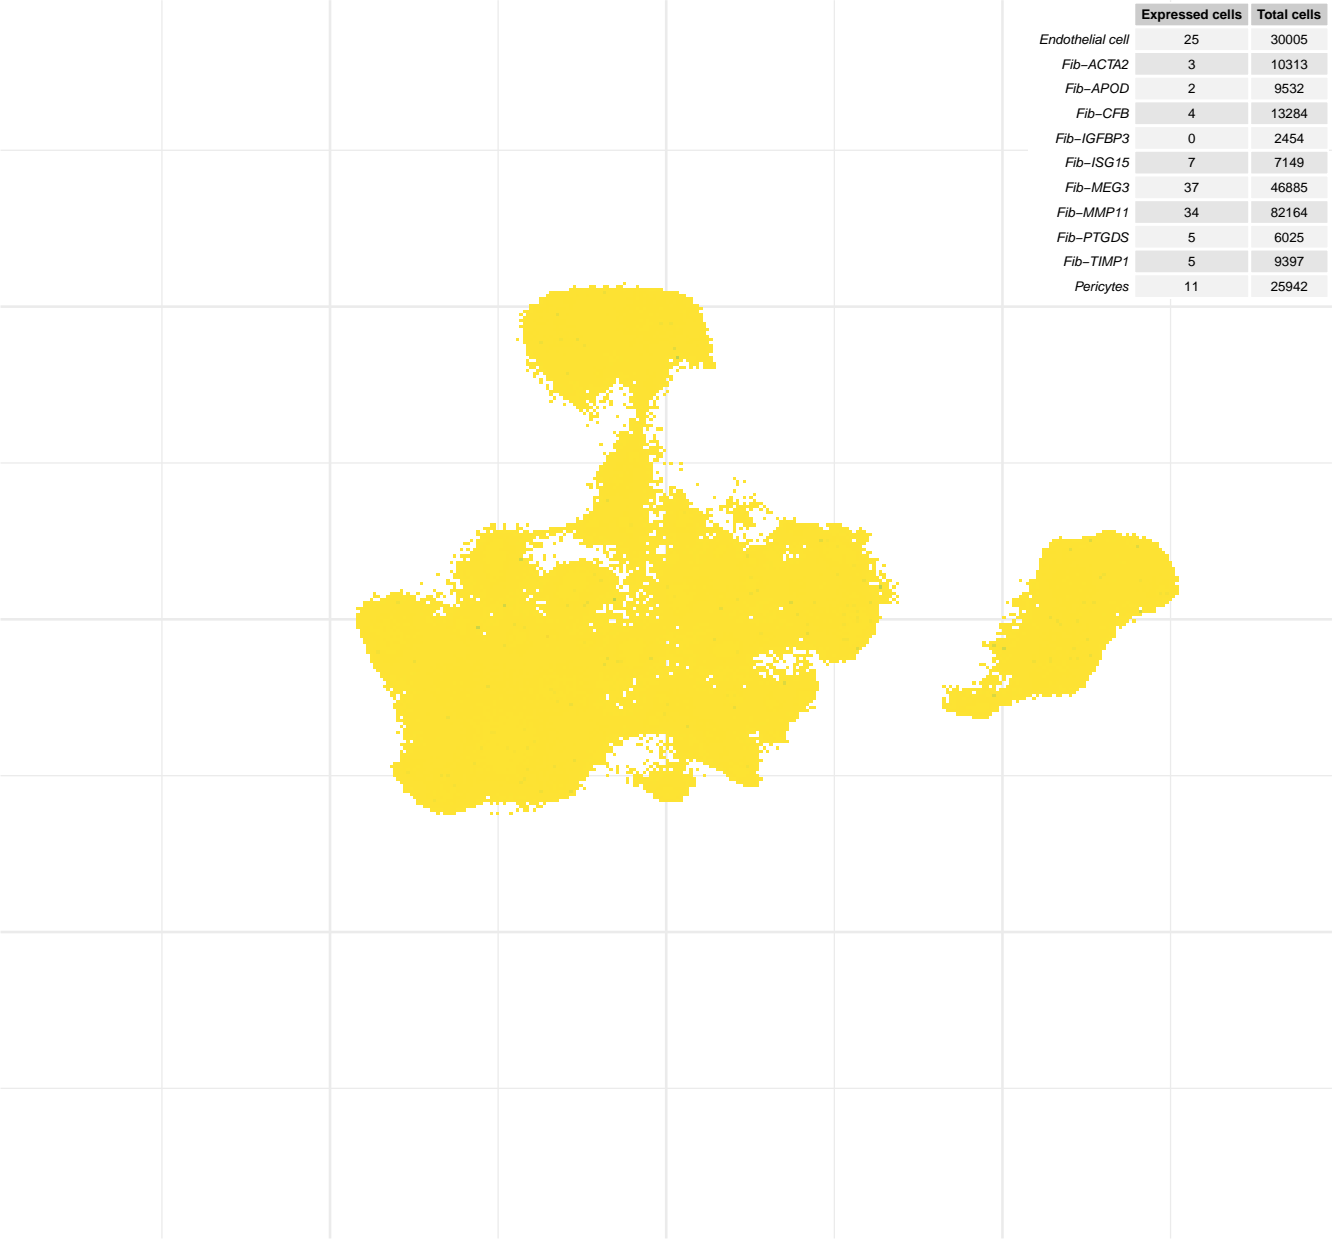 Expressed cells Total cells
Endothelial cell 25 30005
Fib−ACTA2 3 10313
Fib−APOD 2 9532
Fib−CFB 4 13284
Fib−IGFBP3 0 2454
Fib−ISG15 7 7149
Fib−MEG3 37 46885
Fib−MMP11 34 82164
Fib−PTGDS 5 6025
Fib−TIMP1 5 9397
Pericytes 11 25942